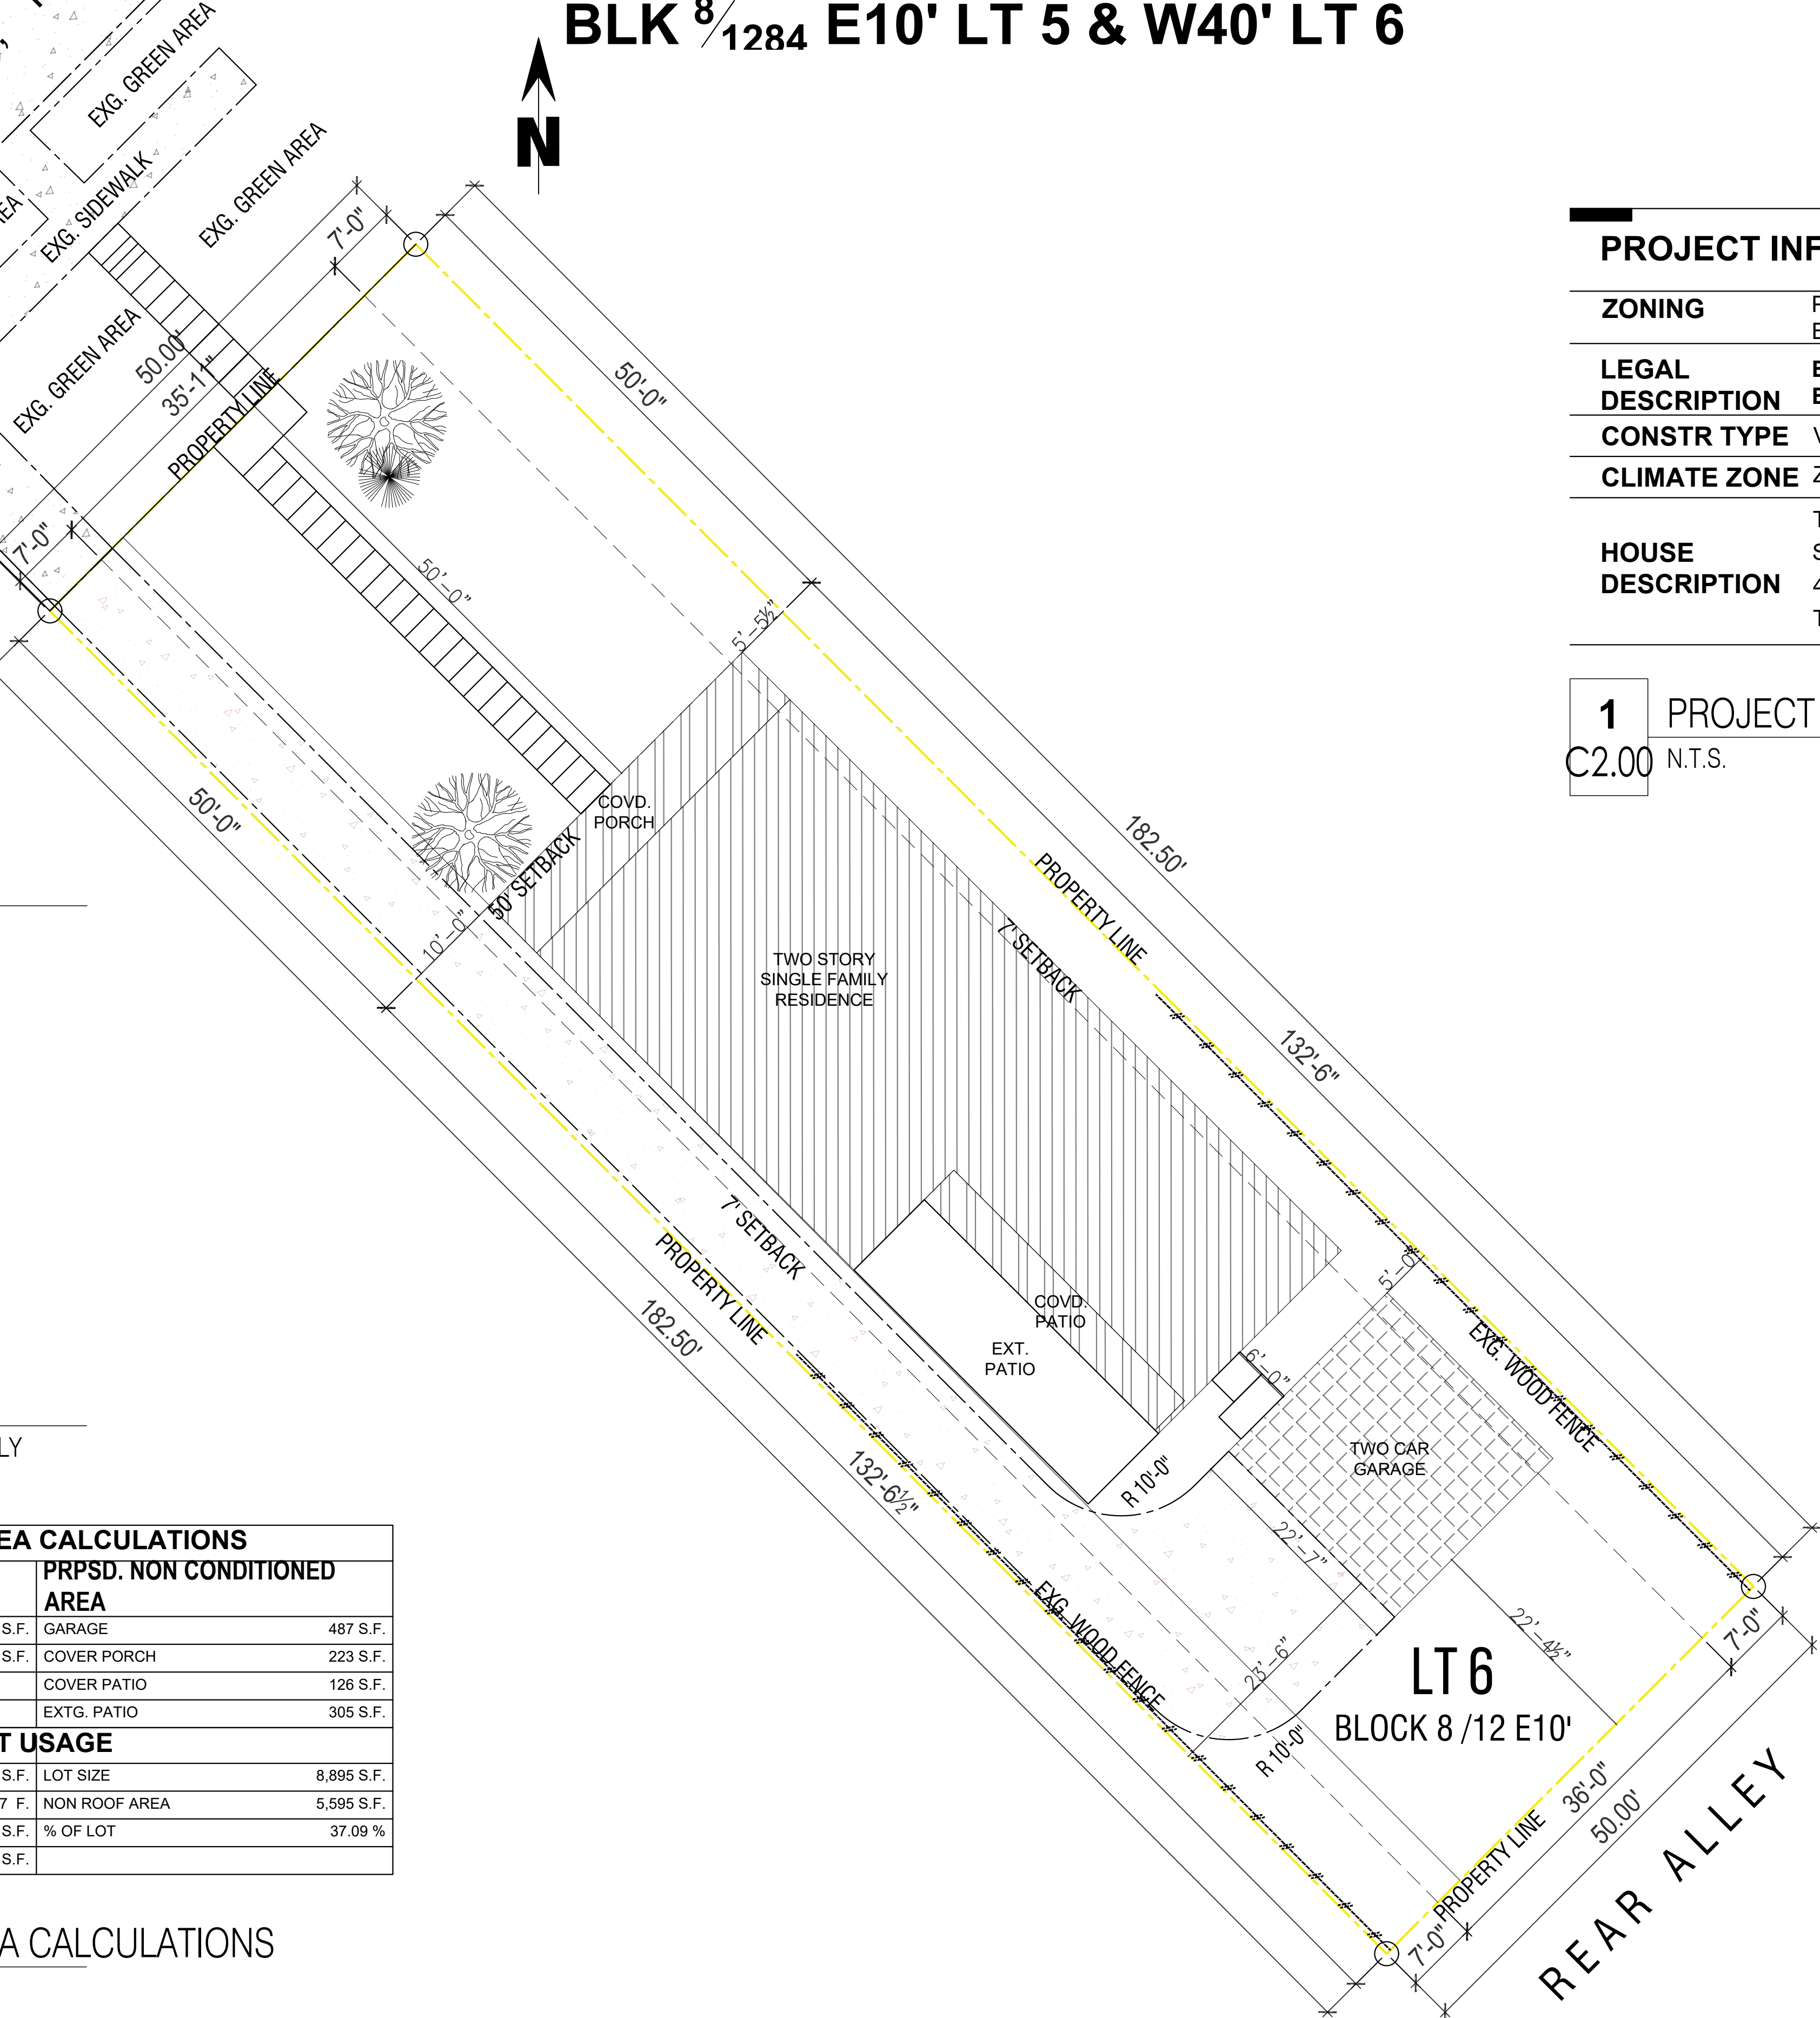 BLK 8/1284 E10' LT 5 & W40' LT 6
N
EXG. GREEN AREA
EXG. SIDEWALK
EXG. GREEN AREA
EXG. GREEN AREA
7'-0"
50.00'
35'-11"
PROPERTY LINE
7'-0"
50'-0"
50'-0"
5'-5½"
50'-0"
COVD.
PORCH
50' SETBACK
10'-0"
TWO STORY
SINGLE FAMILY
RESIDENCE
182.50'
PROPERTY LINE
7' SETBACK
132'-6"
7' SETBACK
PROPERTY LINE
182.50'
COVD.
PATIO
EXT.
PATIO
5'-0"
6'-0"
EXG. WOOD FENCE
TWO CAR
GARAGE
R 10'-0"
132'-6½"
22'-7"
EXG. WOOD FENCE
23'-6"
22'-4½"
7'-0"
LT 6
BLOCK 8 /12 E10'
R 10'-0"
36'-0"
50.00'
PROPERTY LINE
7'-0"
REAR ALLEY
PROJECT INF
ZONING
LEGAL
DESCRIPTION
CONSTR TYPE
CLIMATE ZONE
HOUSE
DESCRIPTION
1
C2.00
PROJECT
N.T.S.
LY
EA CALCULATIONS
PRPSD. NON CONDITIONED
AREA
S.F. GARAGE 487 S.F.
S.F. COVER PORCH 223 S.F.
COVER PATIO 126 S.F.
EXTG. PATIO 305 S.F.
T USAGE
S.F. LOT SIZE 8,895 S.F.
7 F. NON ROOF AREA 5,595 S.F.
S.F. % OF LOT 37.09 %
S.F.
A CALCULATIONS